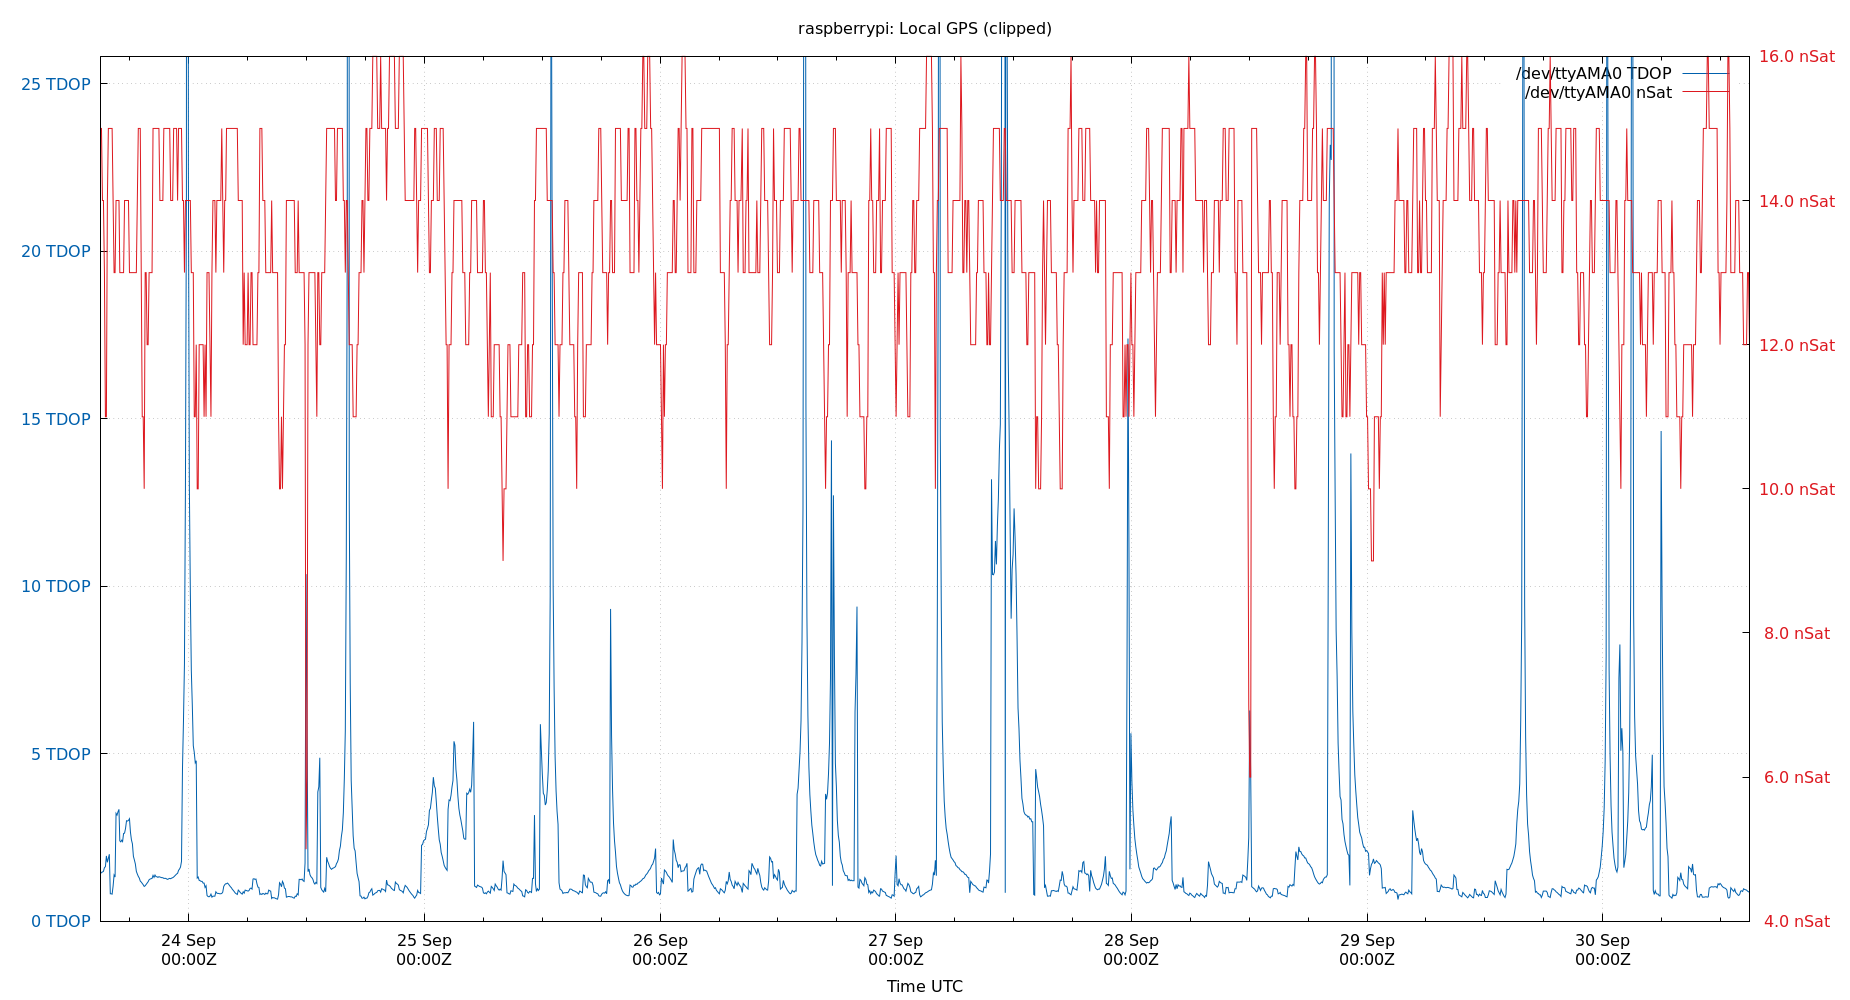 raspberrypi: Local GPS (clipped)
25 TDOP
20 TDOP
15 TDOP
10 TDOP
5 TDOP
0 TDOP
16.0 nSat
14.0 nSat
12.0 nSat
10.0 nSat
8.0 nSat
6.0 nSat
4.0 nSat
/dev/ttyAMA0 TDOP
/dev/ttyAMA0 nSat
24 Sep
00:00Z
25 Sep
00:00Z
26 Sep
00:00Z
27 Sep
00:00Z
28 Sep
00:00Z
29 Sep
00:00Z
30 Sep
00:00Z
Time UTC